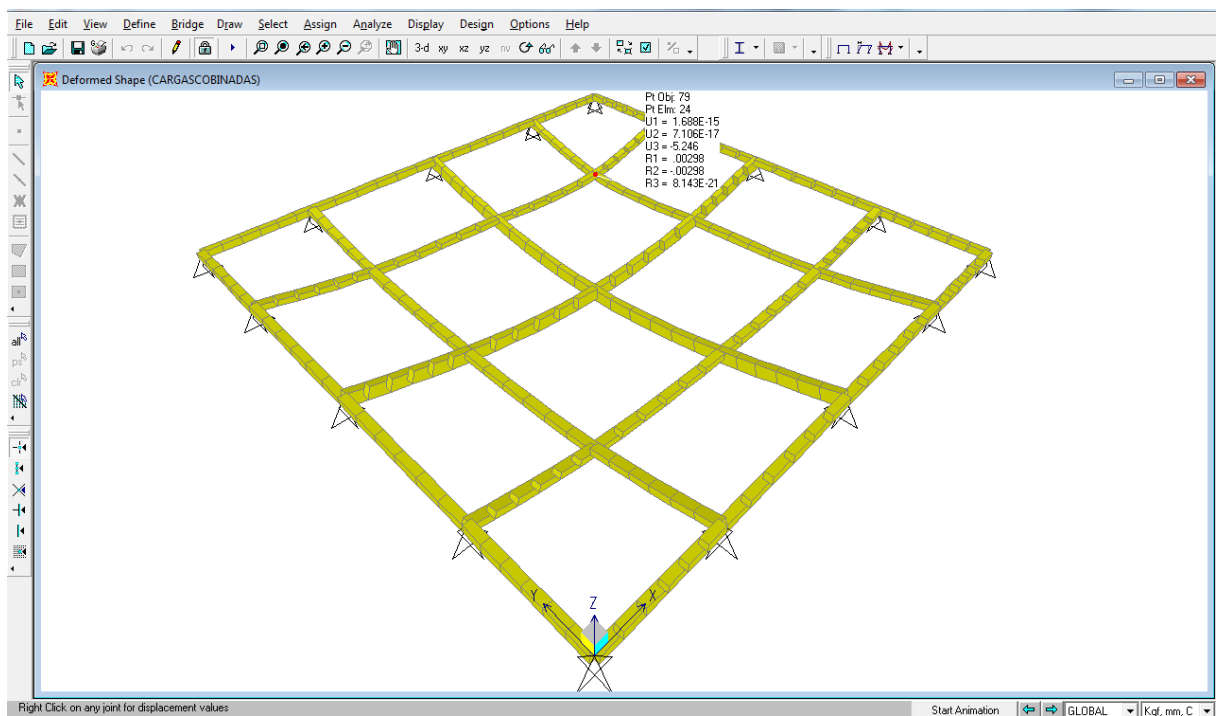 File Edit View Define Bridge Draw Select Assign Analyze Display Design Options Help
3-d xy xz yz nv
Deformed Shape (CARGASCOBINADAS)
Pt Obj: 79
Pt Elm: 24
U1 = 1.688E-15
U2 = 7.106E-17
U3 = -5.246
R1 = .00298
R2 = -.00298
R3 = 8.143E-21
all
ps
clr
Y
Z
X
Right Click on any joint for displacement values
Start Animation
GLOBAL
Kgf, mm, C